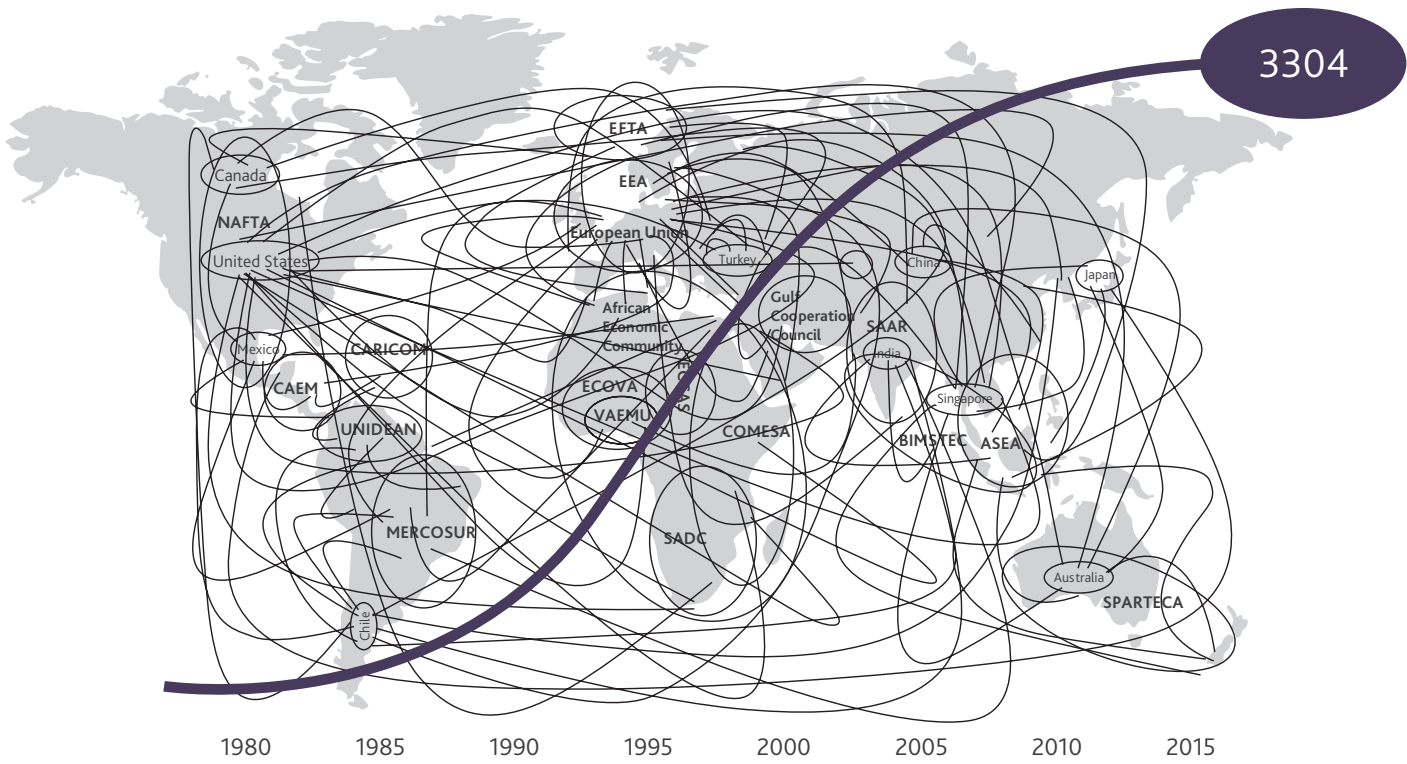 3304
EFTA
Canada
EEA
NAFTA
European Union
United States
Turkey
China
Japan
Gulf
Cooperation
Council
African
Economic
Community
SAAR
Mexico
CARICOM
India
CAEM
ECOVA
Singapore
VAEMU
UNIDEAN
COMESA
BIMSTEC
ASEA
MERCOSUR
SADC
Australia
SPARTECA
Chile
1980 1985 1990 1995 2000 2005 2010 2015